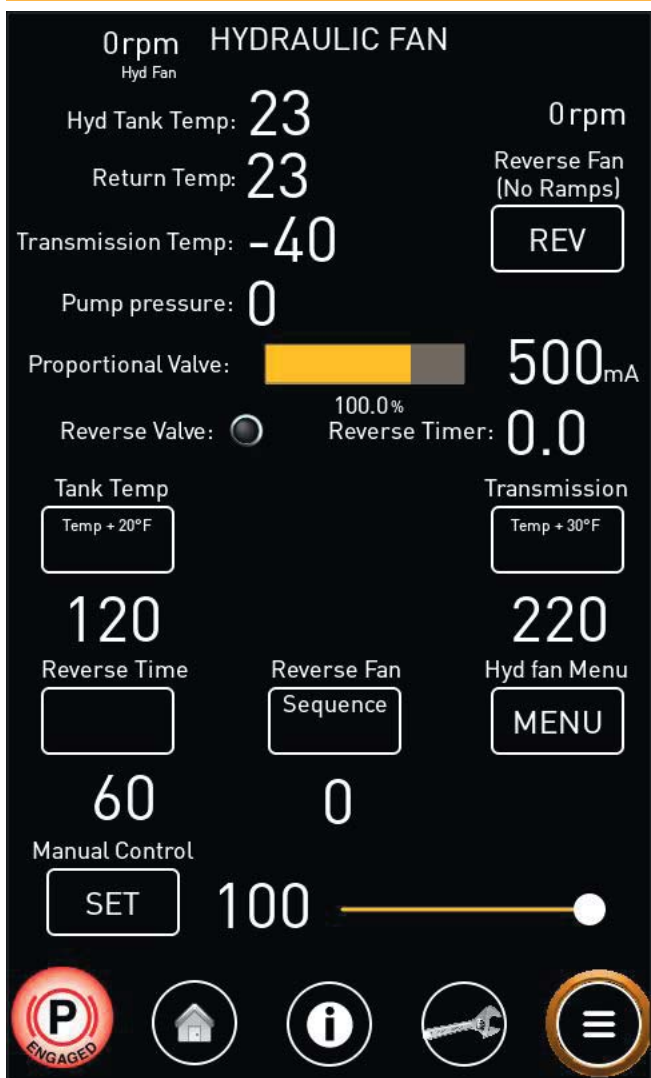 0rpm HYDRAULIC FAN
Hyd Fan
Hyd Tank Temp: 23
0rpm
Return Temp: 23
Reverse Fan
(No Ramps)
REV
Transmission Temp: -40
Pump pressure: 0
Proportional Valve: 500mA
100.0%
Reverse Valve: Reverse Timer: 0.0
Tank Temp
Temp + 20°F
120
Transmission
Temp + 30°F
220
Reverse Time
60
Reverse Fan
Sequence
0
Hyd fan Menu
MENU
Manual Control
SET 100
P
ENGAGED
i